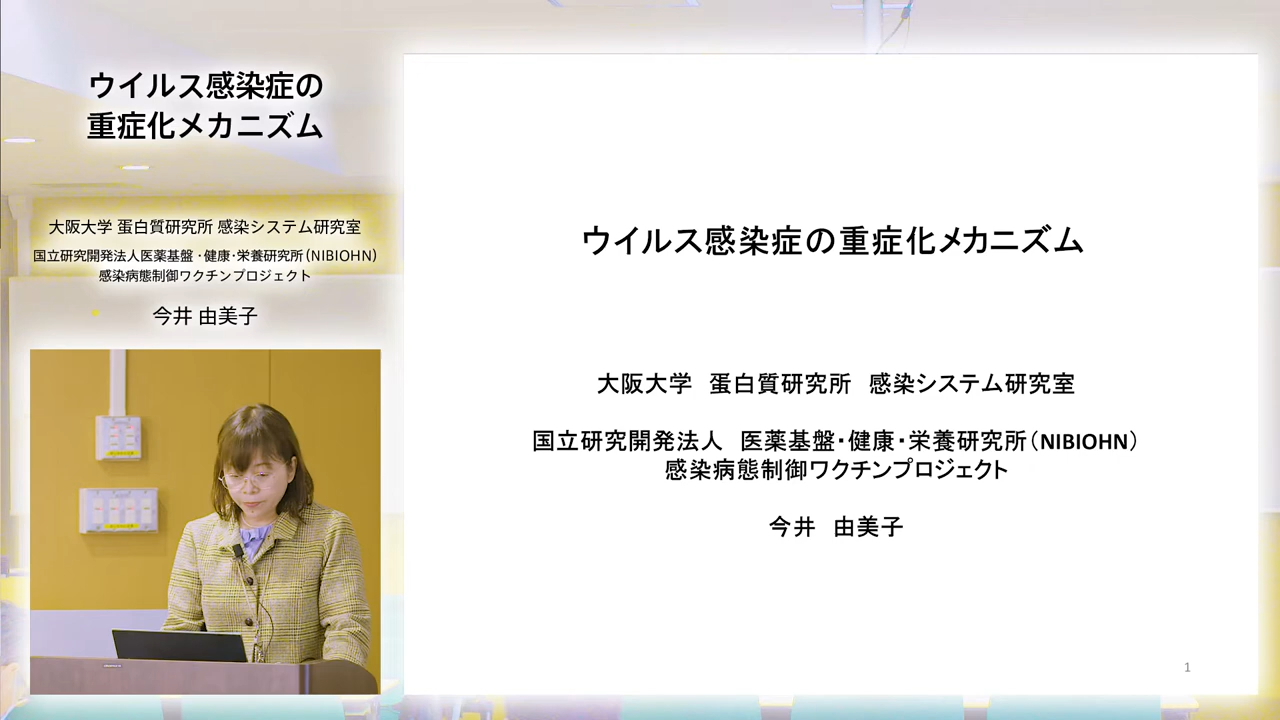 ウイルス感染症の
重症化メカニズム
大阪大学 蛋白質研究所 感染システム研究室
国立研究開発法人医薬基盤・健康・栄養研究所(NIBIOHN)
感染病態制御ワクチンプロジェクト
今井 由美子
ウイルス感染症の重症化メカニズム
大阪大学 蛋白質研究所 感染システム研究室
国立研究開発法人 医薬基盤・健康・栄養研究所(NIBIOHN)
感染病態制御ワクチンプロジェクト
今井 由美子
1